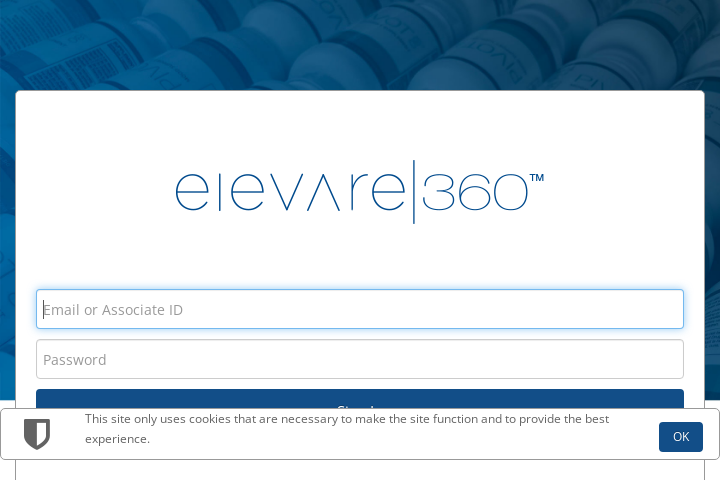 elevare|360™
Email or Associate ID
Password
This site only uses cookies that are necessary to make the site function and to provide the best
experience.
OK